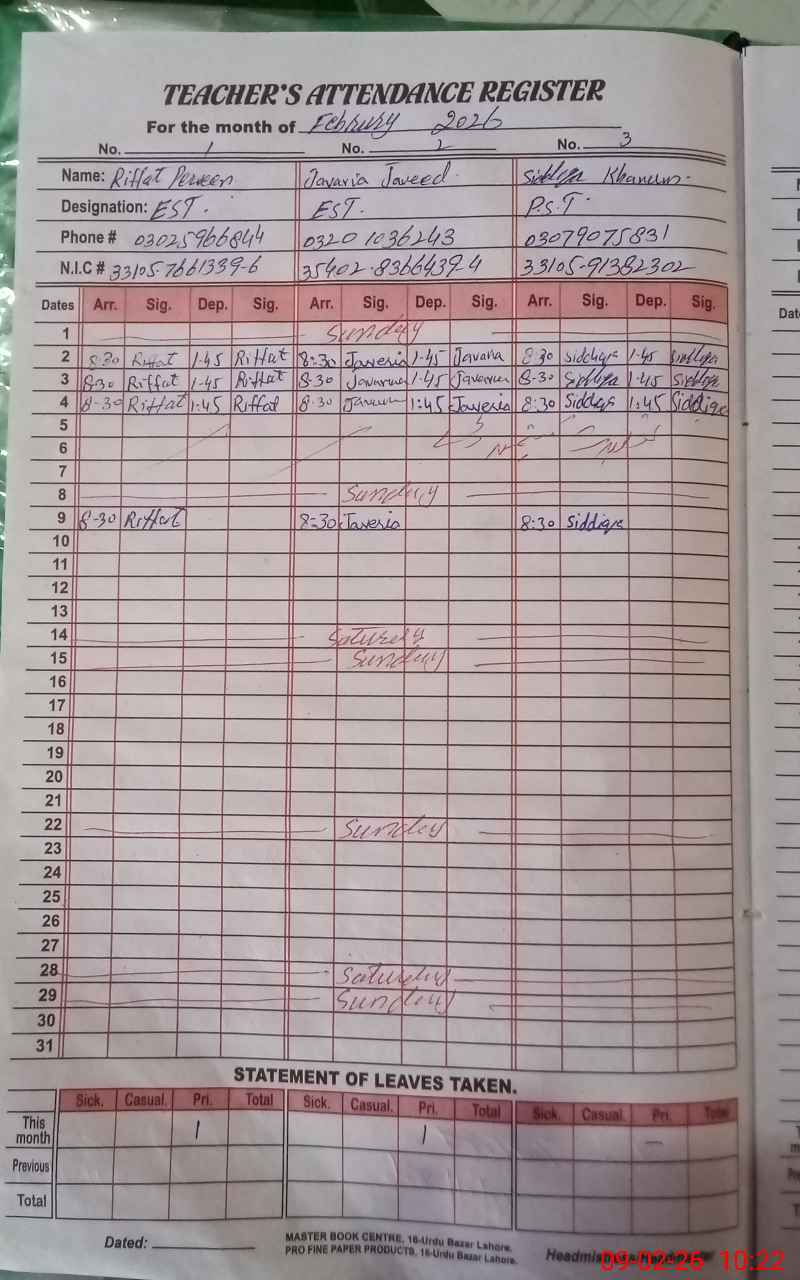 TEACHER'S ATTENDANCE REGISTER
For the month of Februry 2026
No. 1 No. 2 No. 3
Name: Riffat Perveen Javaria Javeed. Siddiqa Khanum.
Designation: EST. EST. P.S.T.
Phone # 03025966844 0320 1036243 03079075831
N.I.C # 33105-7661339-6 35402-8366439-4 33105-91382302
Dates Arr. Sig. Dep. Sig. Arr. Sig. Dep. Sig. Arr. Sig. Dep. Sig.
1 Sunday
2 8-30 Riffat 1-45 Riffat 8:30 Javeria 1-45 Javaria 8-30 Siddiqa 1-45 Siddiqa
3 8-30 Riffat 1-45 Riffat 8-30 Javaria 1-45 Javaria 8-30 Siddiqa 1-45 Siddiqa
4 8-30 Riffat 1:45 Riffat 8-30 Javeria 1:45 Javeria 8:30 Siddiqa 1:45 Siddiqa
5
6
7
8 Sunday
9 8-30 Riffat 8-30 Javeria 8:30 Siddiqa
10
11
12
13
14 Saturdy
15 Sunday
16
17
18
19
20
21
22 Sunday
23
24
25
26
27
28 Saturday
29 Sunday
30
31
STATEMENT OF LEAVES TAKEN.
Sick. Casual. Pri. Total Sick. Casual. Pri. Total Sick. Casual. Pri. Total
This month 1 1 —
Previous
Total
Dated:
MASTER BOOK CENTRE, 16-Urdu Bazar Lahore.
PRO FINE PAPER PRODUCTS, 16-Urdu Bazar Lahore.
09-02-26 10:22